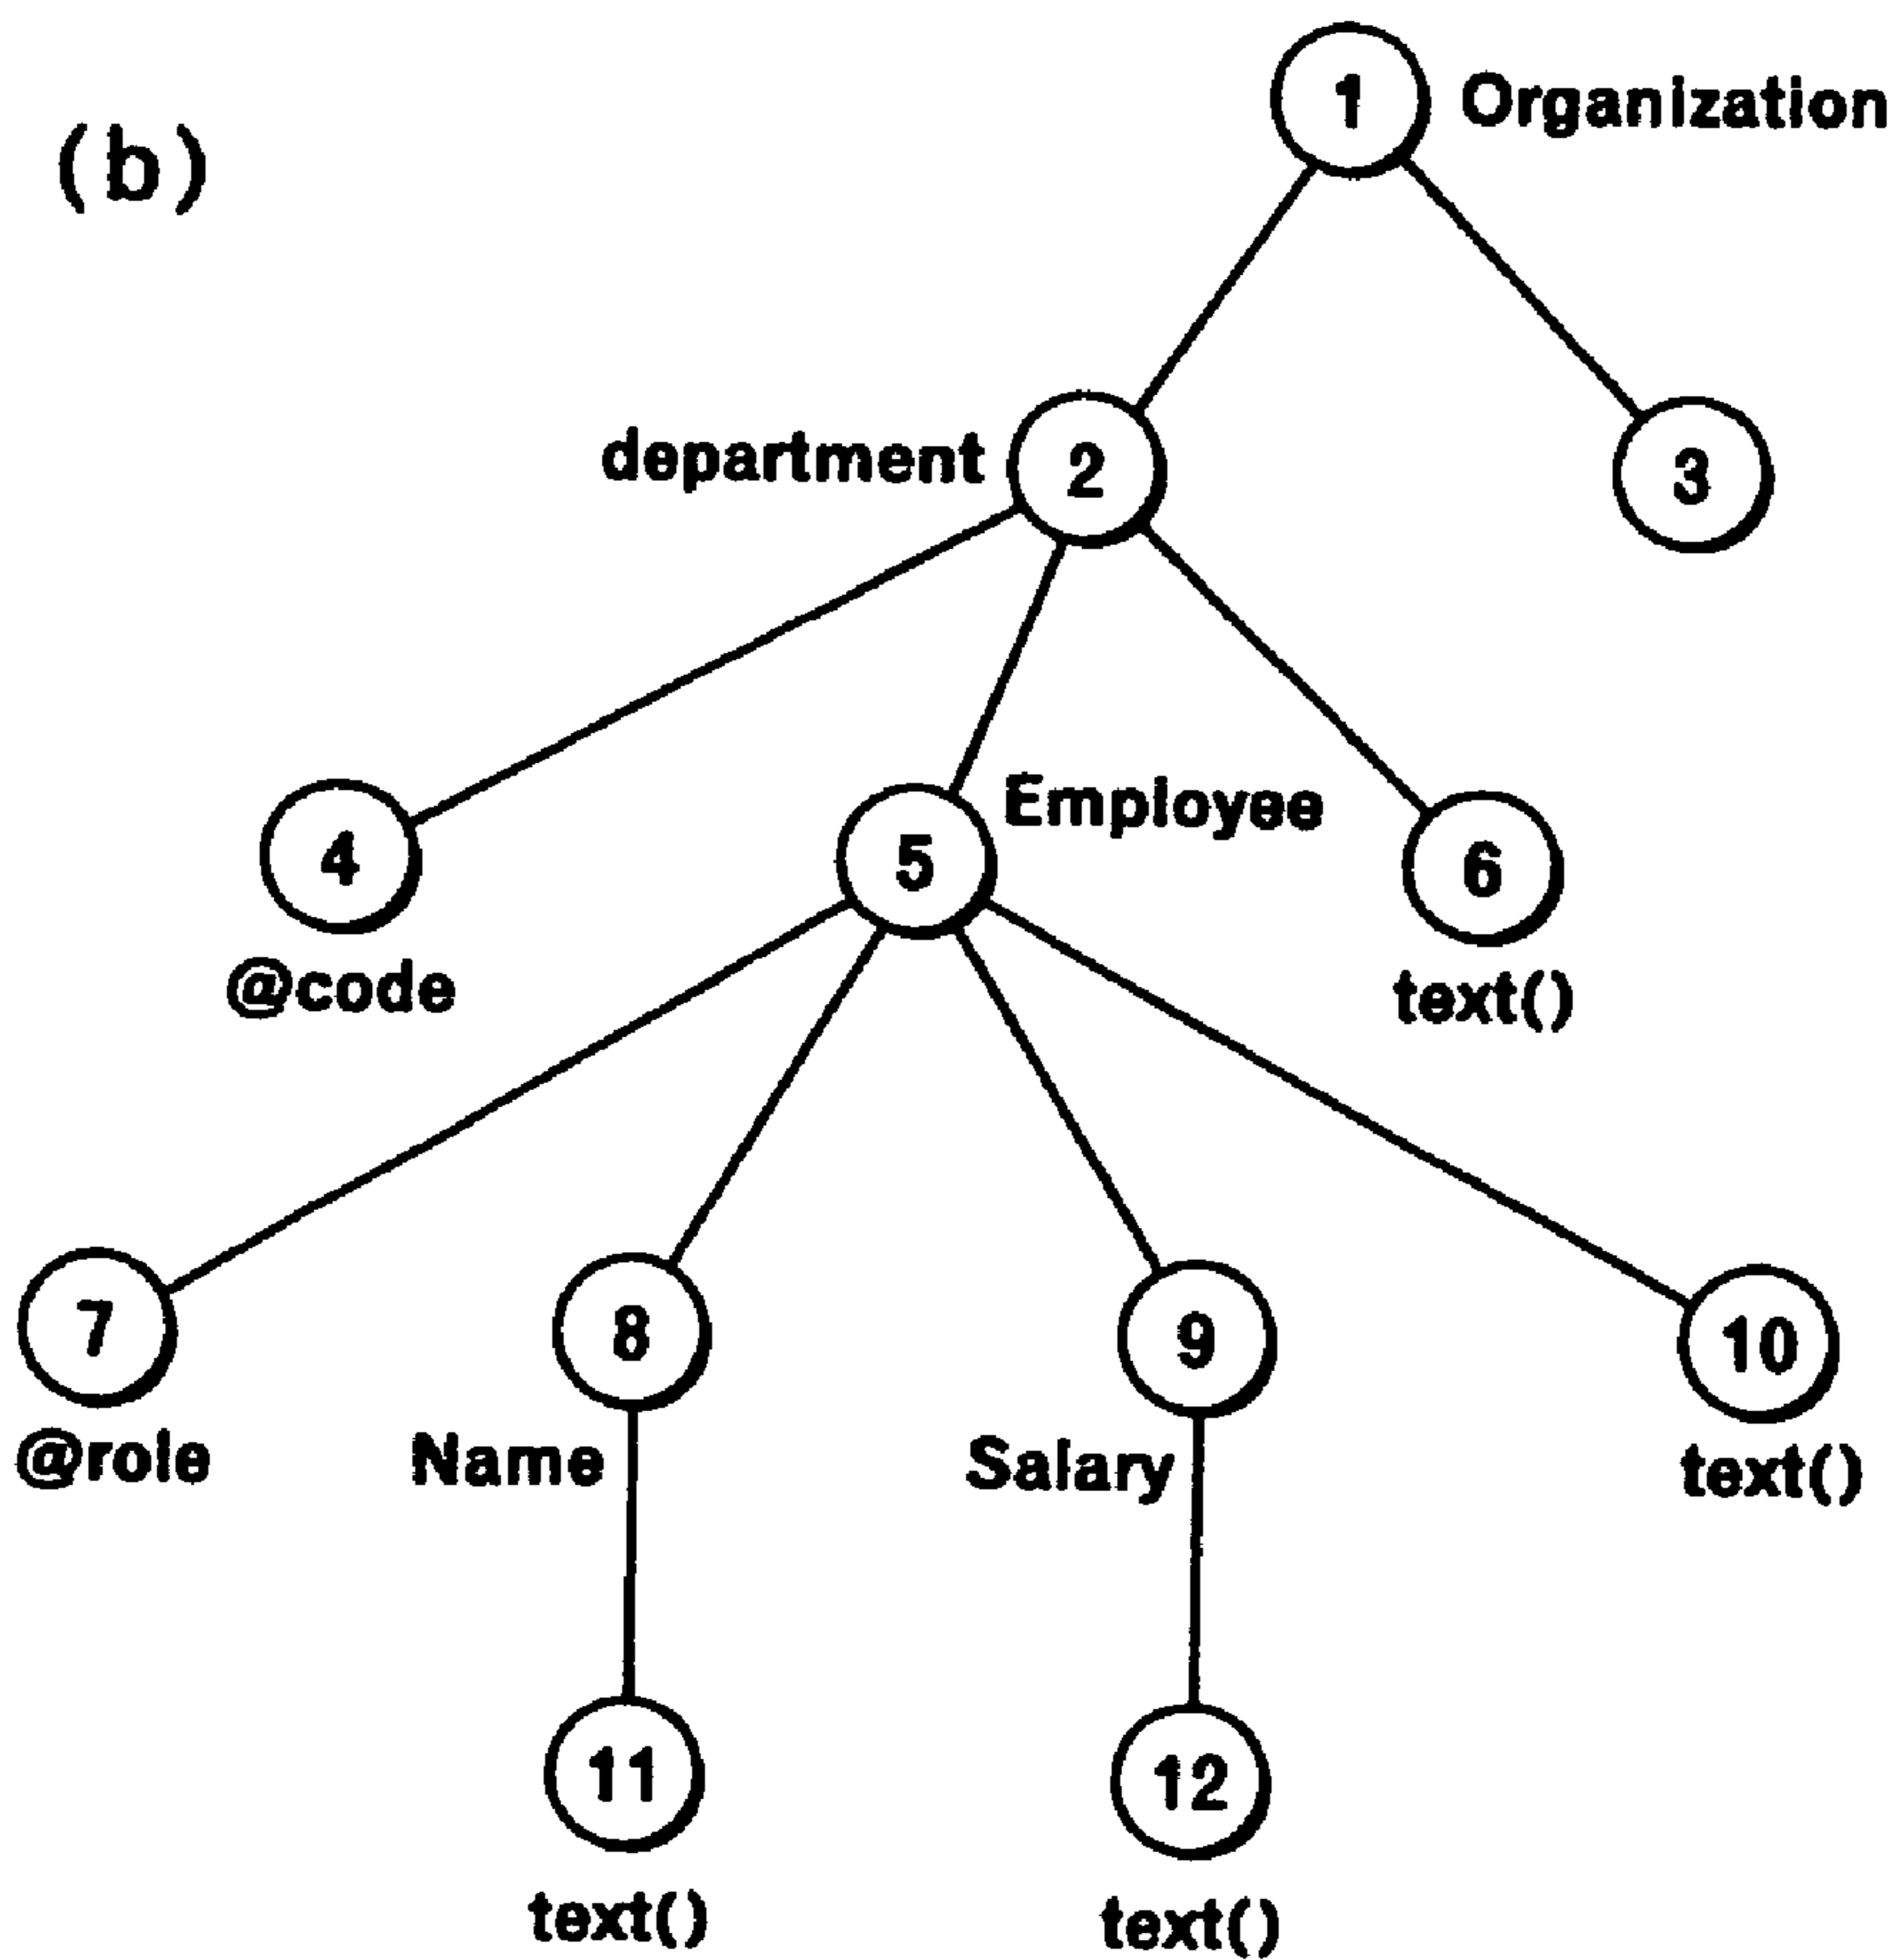 (b)
1 Organization
department 2
3
4
5 Employee
6
@code
text()
7
8
9
10
@role
Name
Salary
text()
11
12
text()
text()